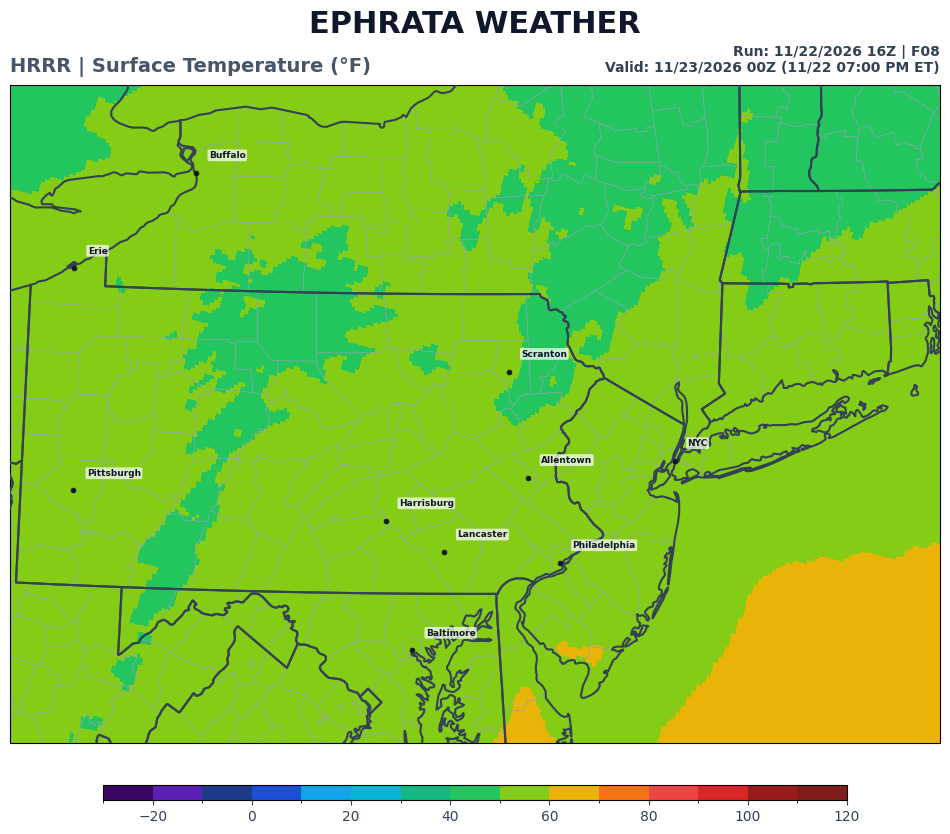 EPHRATA WEATHER
HRRR | Surface Temperature (°F)
Run: 11/22/2026 16Z | F08
Valid: 11/23/2026 00Z (11/22 07:00 PM ET)
Buffalo
Erie
Scranton
NYC
Allentown
Pittsburgh
Harrisburg
Lancaster
Philadelphia
Baltimore
−20 0 20 40 60 80 100 120